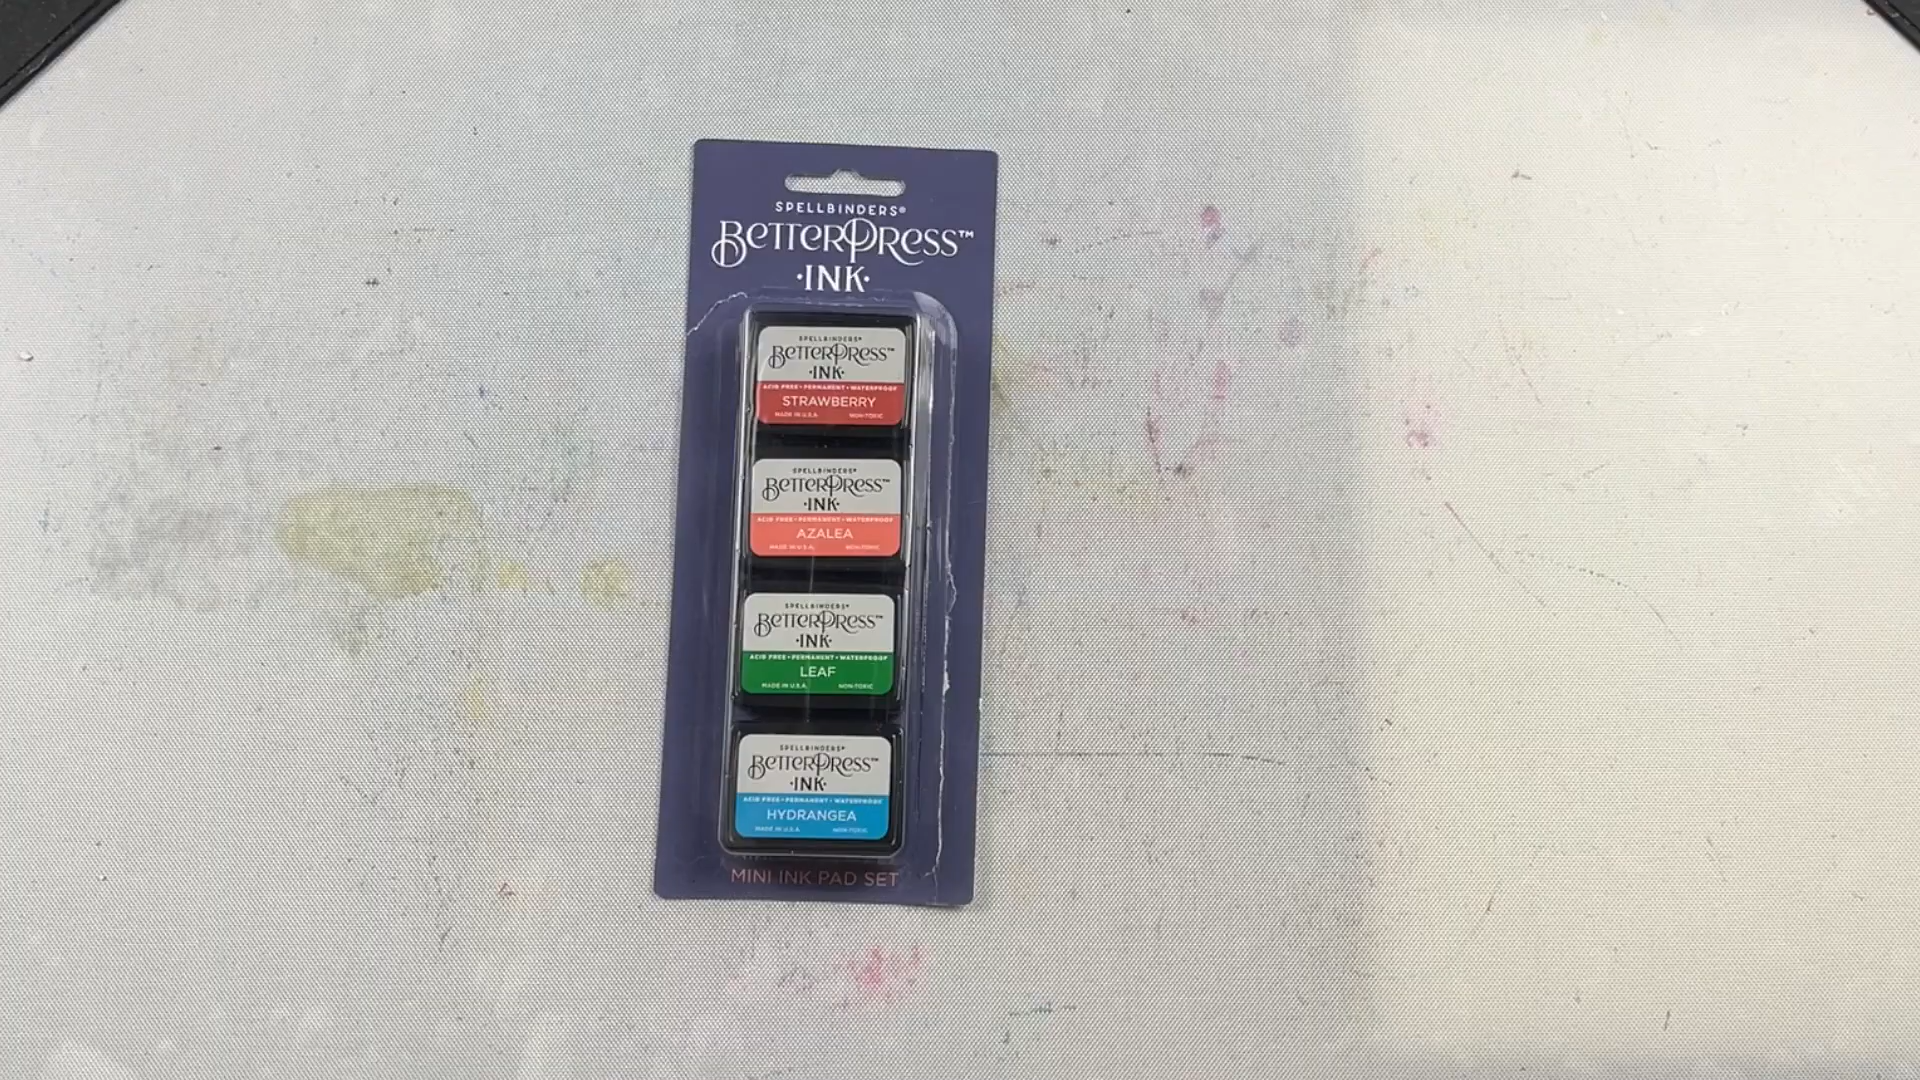 SPELLBINDERS®
BETTERPRESS™
·INK·
SPELLBINDERS®
BETTERPRESS™
·INK·
ACID FREE • PERMANENT • WATERPROOF
STRAWBERRY
MADE IN U.S.A. NON-TOXIC
SPELLBINDERS®
BETTERPRESS™
·INK·
ACID FREE • PERMANENT • WATERPROOF
AZALEA
MADE IN U.S.A. NON-TOXIC
SPELLBINDERS®
BETTERPRESS™
·INK·
ACID FREE • PERMANENT • WATERPROOF
LEAF
MADE IN U.S.A. NON-TOXIC
SPELLBINDERS®
BETTERPRESS™
·INK·
ACID FREE • PERMANENT • WATERPROOF
HYDRANGEA
MADE IN U.S.A. NON-TOXIC
MINI INK PAD SET